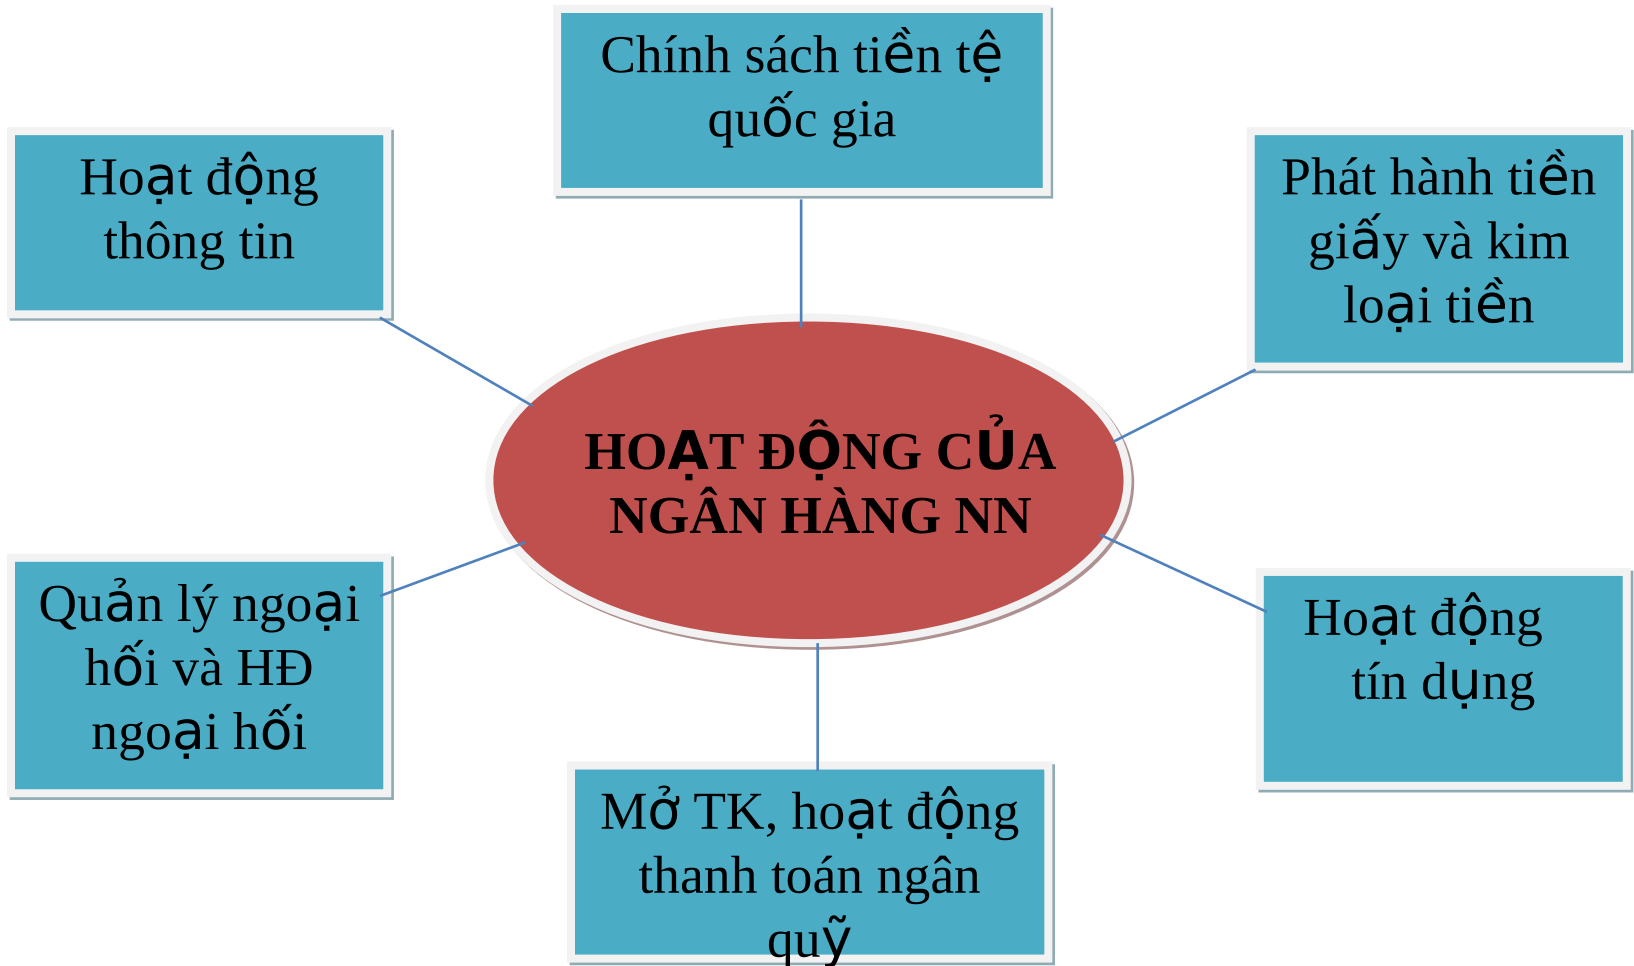 Chính sách tiền tệ
quốc gia
Hoạt động
thông tin
Phát hành tiền
giấy và kim
loại tiền
HOẠT ĐỘNG CỦA
NGÂN HÀNG NN
Quản lý ngoại
hối và HĐ
ngoại hối
Hoạt động
tín dụng
Mở TK, hoạt động
thanh toán ngân
quỹ